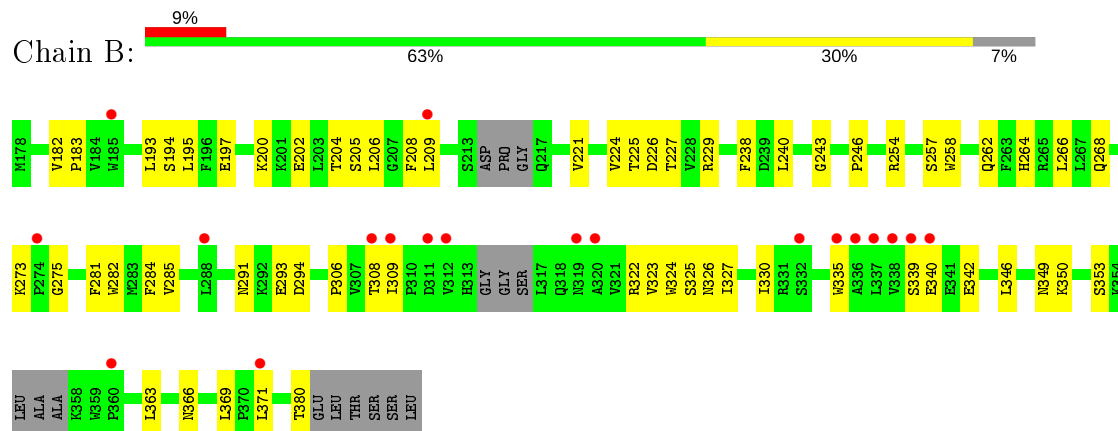 9%
Chain B:
63% 30% 7%
M178 V182 P183 V184 W185 L193 S194 L195 F196 E197 K200 K201 E202 L203 T204 S205 L206 G207 F208 L209 S213 ASP PRO GLY Q217 V221 V224 T225 D226 T227 V228 R229 F238 D239 L240 G243 P246 R254 S257 W258 Q262 F263 H264 R265 L266 L267 Q268
K273 P274 G275 F281 W282 M283 F284 V285 L288 N291 K292 E293 D294 P306 V307 T308 I309 P310 D311 V312 H313 GLY GLY SER L317 Q318 N319 A320 V321 R322 V323 W324 S325 N326 I327 I330 R331 S332 W335 A336 L337 V338 S339 E340 E341 E342 L346 N349 K350 S353 K354
LEU ALA ALA K358 W359 P360 L363 N366 L369 P370 L371 T380 GLU LEU THR SER SER LEU